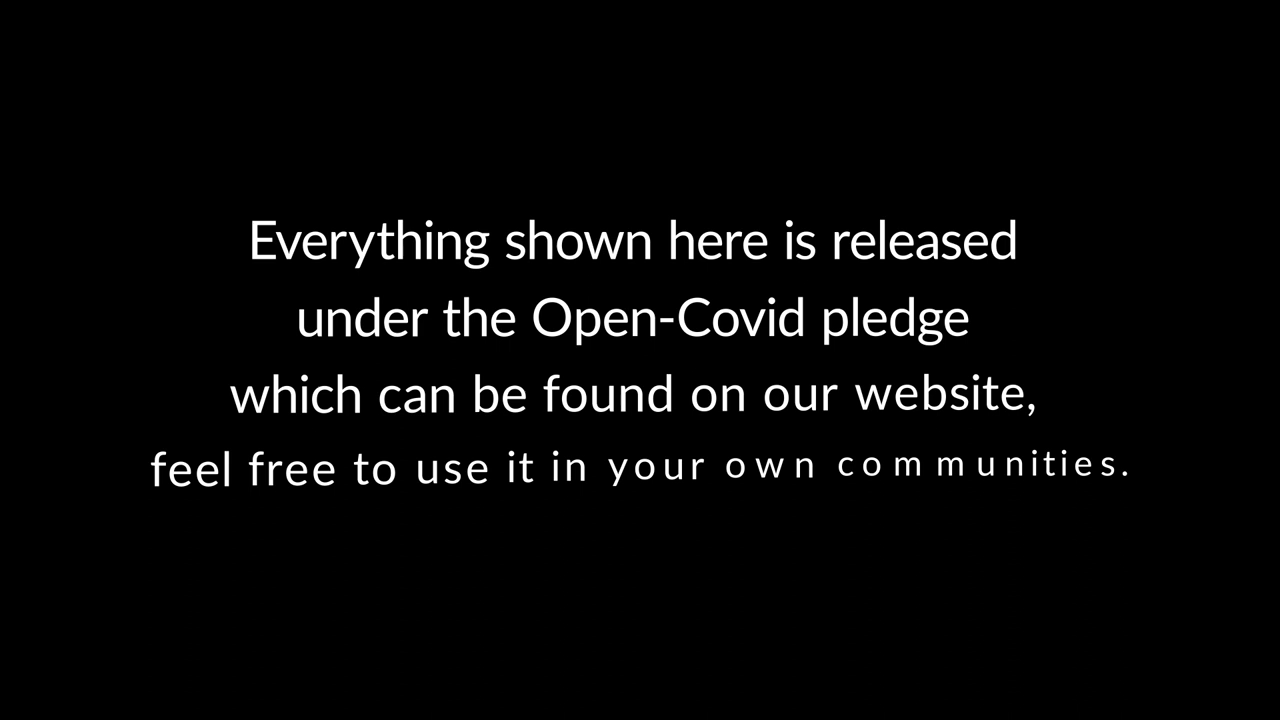 Everything shown here is released
under the Open-Covid pledge
which can be found on our website,
feel free to use it in your own communities.